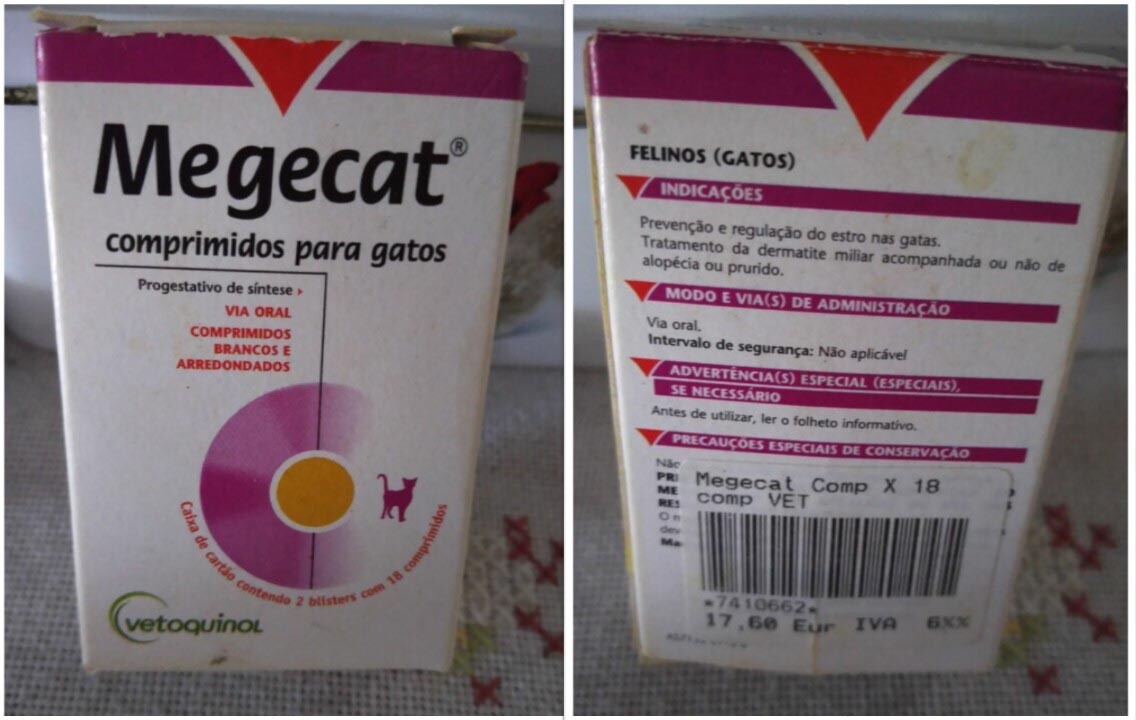 Megecat®
comprimidos para gatos
Progestativo de síntese
VIA ORAL
COMPRIMIDOS
BRANCOS E
ARREDONDADOS
Caixa de cartão contendo 2 blisters com 18 comprimidos
vetoquinol
FELINOS (GATOS)
INDICAÇÕES
Prevenção e regulação do estro nas gatas.
Tratamento da dermatite miliar acompanhada ou não de
alopécia ou prurido.
MODO E VIA(S) DE ADMINISTRAÇÃO
Via oral.
Intervalo de segurança: Não aplicável
ADVERTÊNCIA(S) ESPECIAL (ESPECIAIS),
SE NECESSÁRIO
Antes de utilizar, ler o folheto informativo.
PRECAUÇÕES ESPECIAIS DE CONSERVAÇÃO
Megecat Comp X 18
comp VET
*7410662*
17,60 Eur IVA 6%%